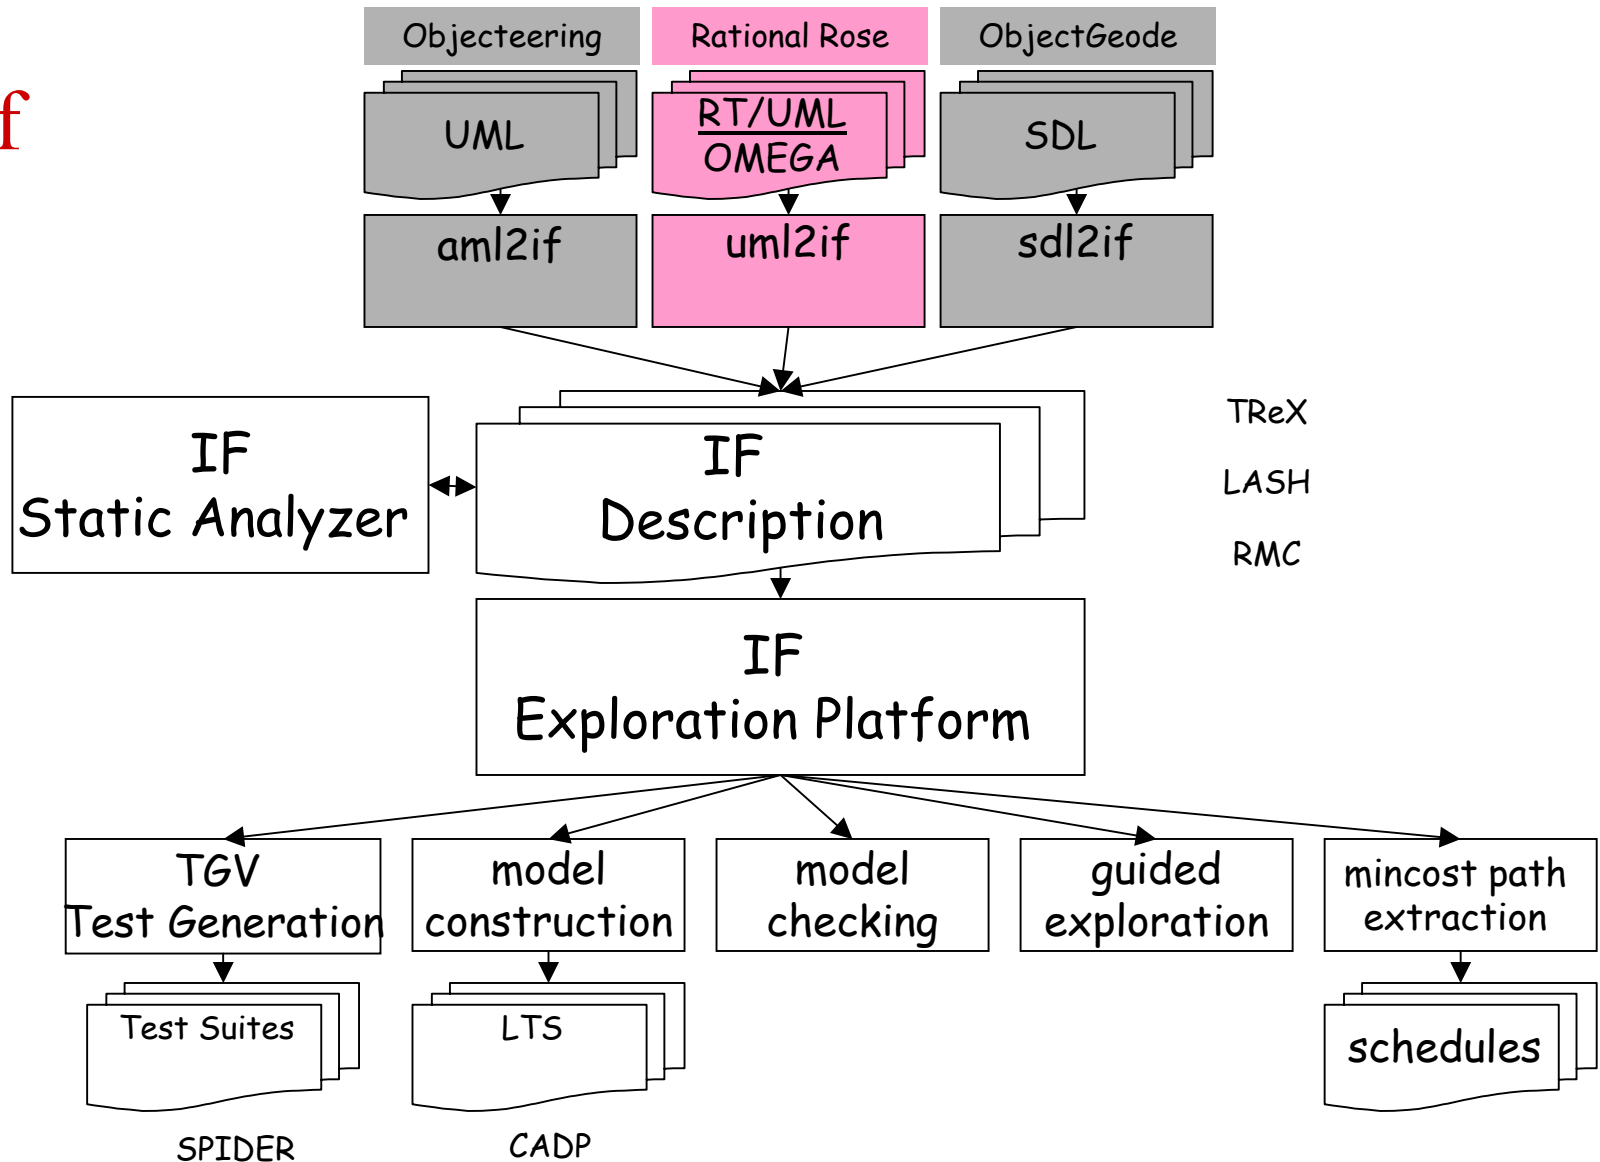 Objecteering
Rational Rose
ObjectGeode
f
UML
RT/UML
OMEGA
SDL
aml2if
uml2if
sdl2if
IF
Static Analyzer
IF
Description
TReX
LASH
RMC
IF
Exploration Platform
TGV
Test Generation
model
construction
model
checking
guided
exploration
mincost path
extraction
Test Suites
LTS
schedules
SPIDER
CADP